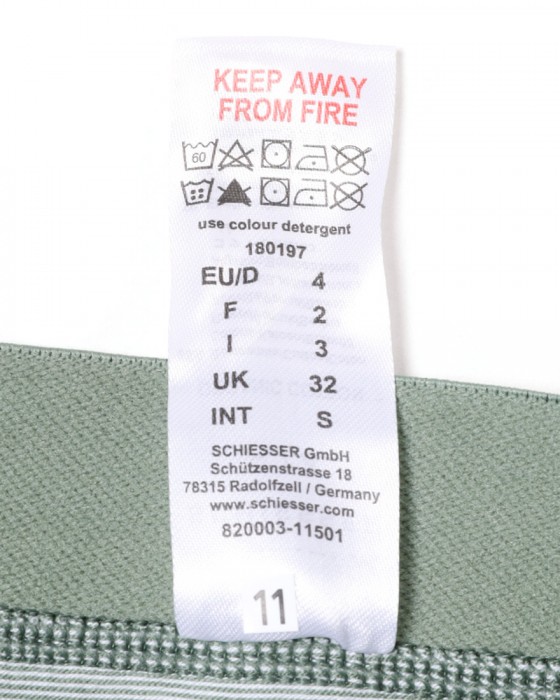 KEEP AWAY
FROM FIRE
60
use colour detergent
180197
EU/D 4
F 2
I 3
UK 32
INT S
SCHIESSER GmbH
Schützenstrasse 18
78315 Radolfzell / Germany
www.schiesser.com
820003-11501
11